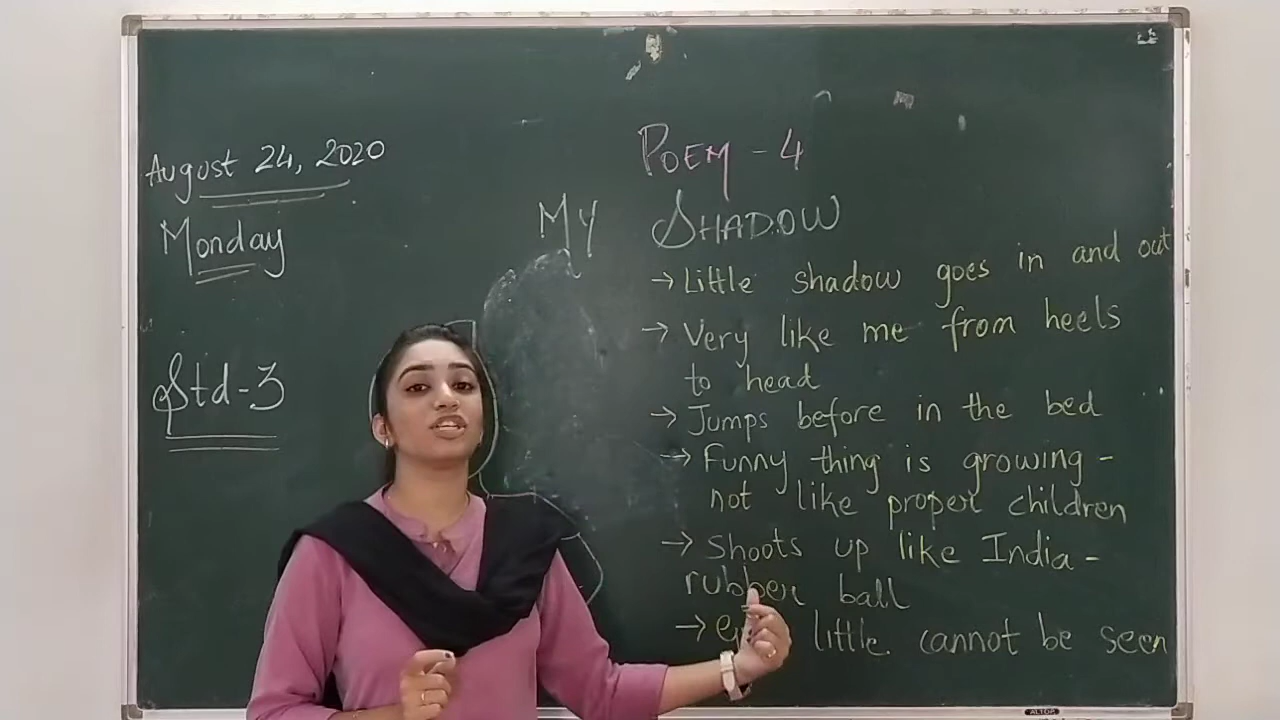 August 24, 2020
Monday
Std-3
POEM - 4
MY SHADOW
→ Little shadow goes in and out
→ Very like me from heels
to head
→ Jumps before in the bed
→ Funny thing is growing -
not like proper children
→ Shoots up like India -
rubber ball
→ little cannot be seen
ALTOP